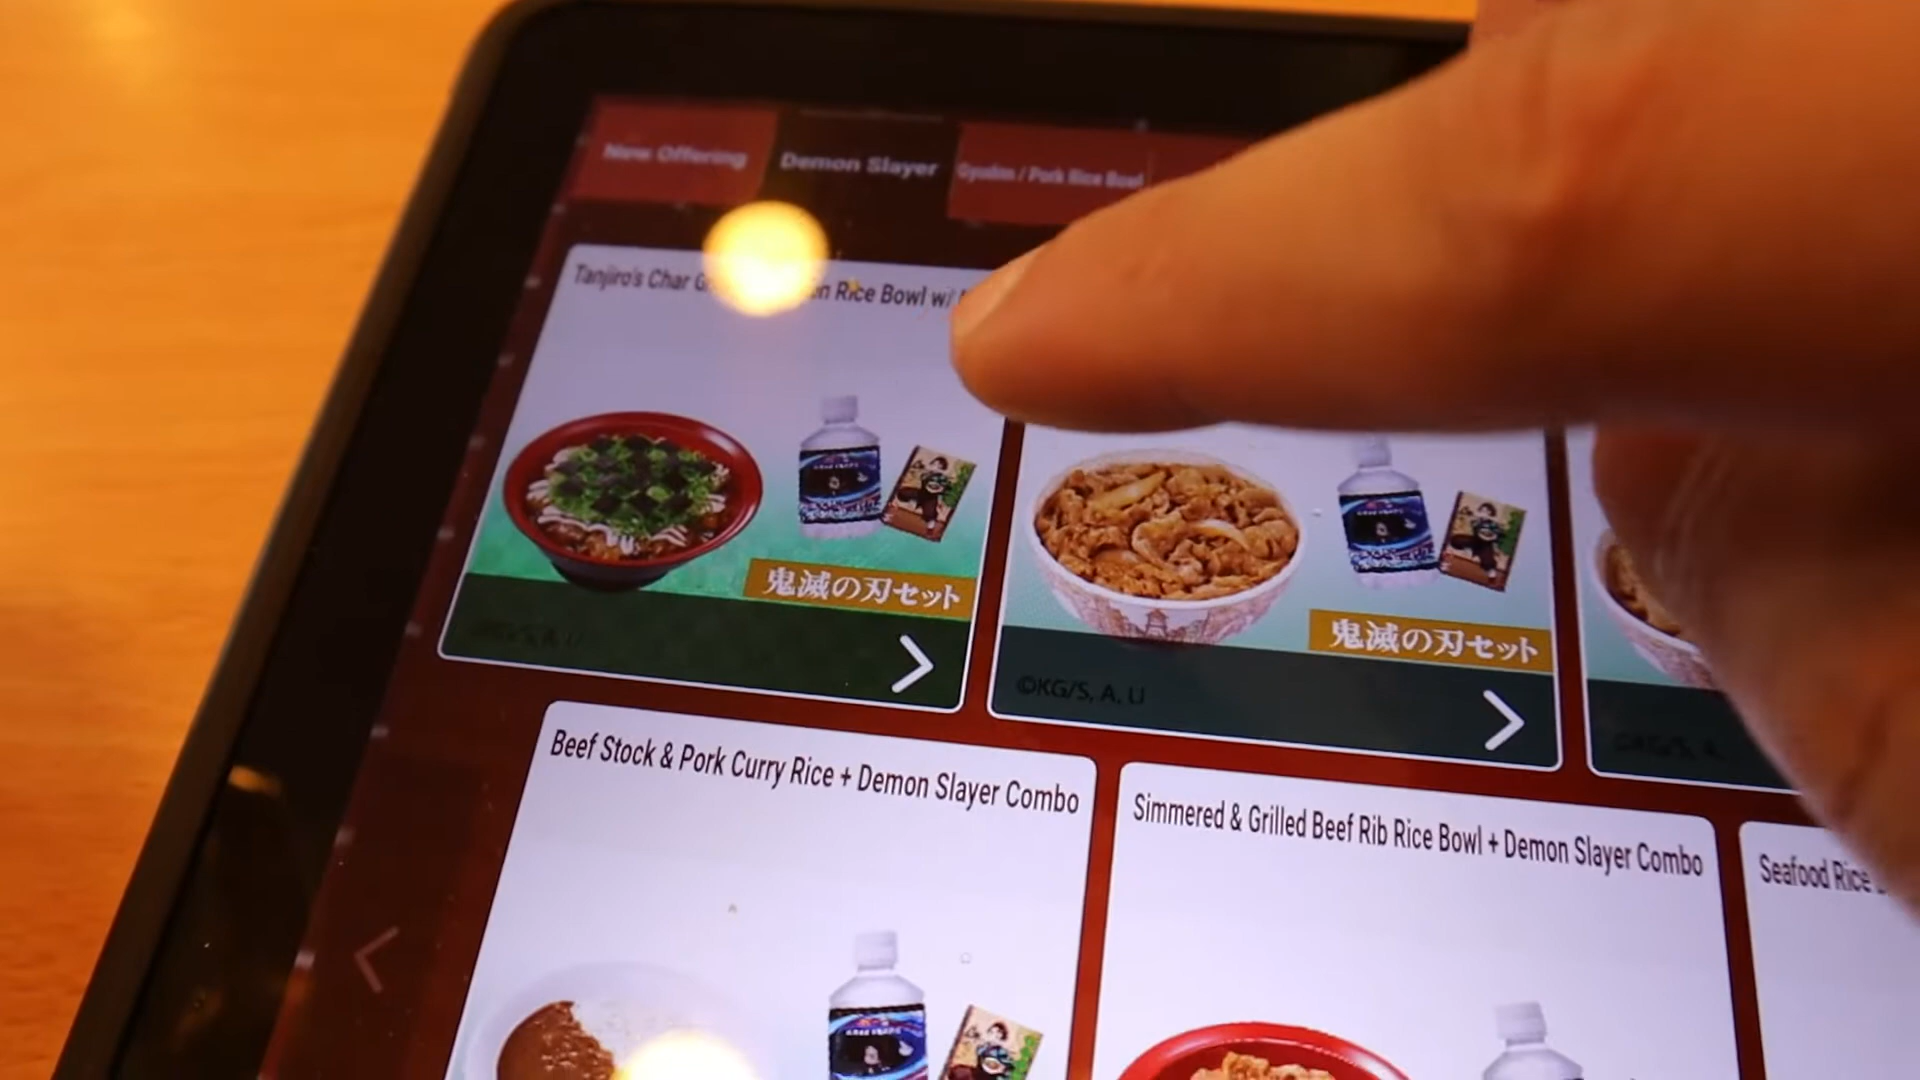 New Offering
Demon Slayer
Gyudon / Pork Rice Bowl
Tanjiro's Char
Rice Bowl w/
鬼滅の刃セット
鬼滅の刃セット
©KG/S, A, U
Beef Stock & Pork Curry Rice + Demon Slayer Combo
Simmered & Grilled Beef Rib Rice Bowl + Demon Slayer Combo
Seafood Rice